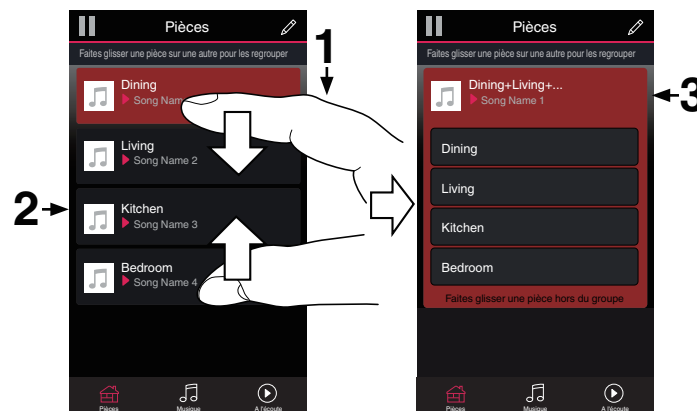 Pièces
Faites glisser une pièce sur une autre pour les regrouper
1
Dining
Song Nam
Living
Song Name 2
2
Kitchen
Song Name 3
Bedroom
Song Name 4
Pièces
Musique
A l'écoute
Pièces
Faites glisser une pièce sur une autre pour les regrouper
Dining+Living+...
Song Name 1
3
Dining
Living
Kitchen
Bedroom
Faites glisser une pièce hors du groupe
Pièces
Musique
A l'écoute